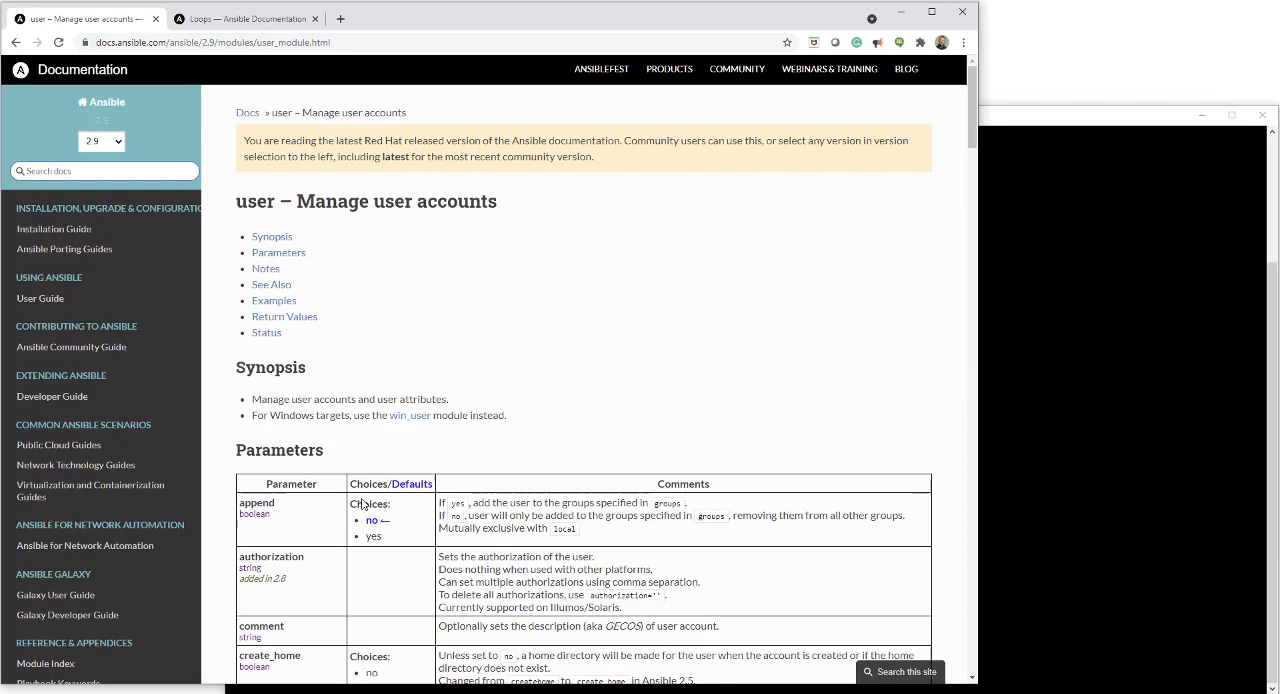 user – Manage user accounts —
Loops — Ansible Documentation
docs.ansible.com/ansible/2.9/modules/user_module.html
Documentation
ANSIBLEFEST PRODUCTS COMMUNITY WEBINARS & TRAINING BLOG
Ansible
2.9
2.9
Search docs
INSTALLATION, UPGRADE & CONFIGURATIO
Installation Guide
Ansible Porting Guides
USING ANSIBLE
User Guide
CONTRIBUTING TO ANSIBLE
Ansible Community Guide
EXTENDING ANSIBLE
Developer Guide
COMMON ANSIBLE SCENARIOS
Public Cloud Guides
Network Technology Guides
Virtualization and Containerization
Guides
ANSIBLE FOR NETWORK AUTOMATION
Ansible for Network Automation
ANSIBLE GALAXY
Galaxy User Guide
Galaxy Developer Guide
REFERENCE & APPENDICES
Module Index
Playbook Keywords
Docs » user – Manage user accounts
You are reading the latest Red Hat released version of the Ansible documentation. Community users can use this, or select any version in version
selection to the left, including latest for the most recent community version.
user – Manage user accounts
• Synopsis
• Parameters
• Notes
• See Also
• Examples
• Return Values
• Status
Synopsis
• Manage user accounts and user attributes.
• For Windows targets, use the win_user module instead.
Parameters
Parameter Choices/Defaults Comments
append
boolean
Choices:
• no ←
• yes
If yes, add the user to the groups specified in groups.
If no, user will only be added to the groups specified in groups, removing them from all other groups.
Mutually exclusive with local
authorization
string
added in 2.8
Sets the authorization of the user.
Does nothing when used with other platforms.
Can set multiple authorizations using comma separation.
To delete all authorizations, use authorization=''.
Currently supported on Illumos/Solaris.
comment
string
Optionally sets the description (aka GECOS) of user account.
create_home
boolean
Choices:
• no
Unless set to no, a home directory will be made for the user when the account is created or if the home
directory does not exist.
Changed from createhome to create_home in Ansible 2.5.
Search this site